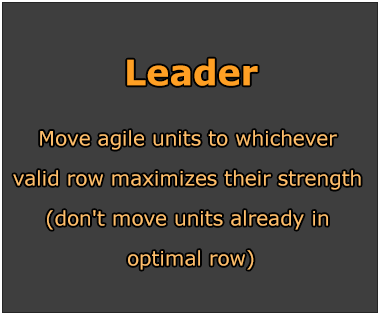 Leader
Move agile units to whichever
valid row maximizes their strength
(don't move units already in
optimal row)